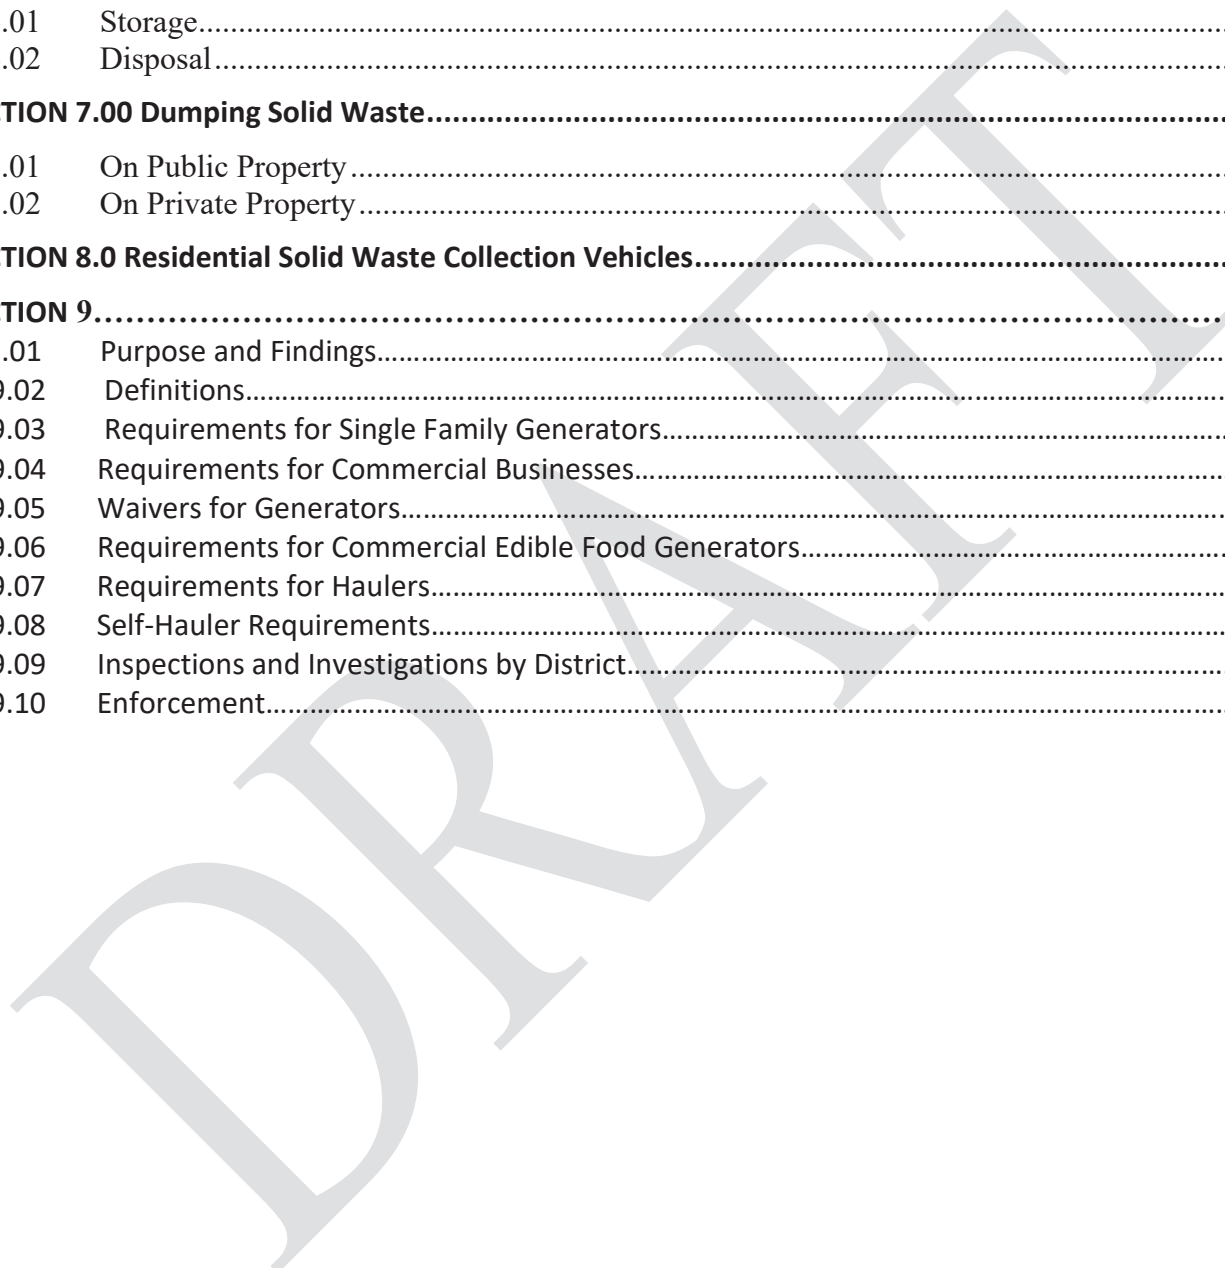 .01 Storage........................................................................................................................
.02 Disposal......................................................................................................................
TION 7.00 Dumping Solid Waste......................................................................................
.01 On Public Property......................................................................................................
.02 On Private Property.....................................................................................................
TION 8.0 Residential Solid Waste Collection Vehicles.......................................................
TION 9..............................................................................................................
.01 Purpose and Findings……………………………………………………………………………………
9.02 Definitions……………………………………………………………………………………………………
9.03 Requirements for Single Family Generators………………………………………………………
9.04 Requirements for Commercial Businesses…………………………………………………………
9.05 Waivers for Generators…………………………………………………………………………………
9.06 Requirements for Commercial Edible Food Generators…………………………………………
9.07 Requirements for Haulers………………………………………………………………………………
9.08 Self-Hauler Requirements………………………………………………………………………………
9.09 Inspections and Investigations by District…………………………………………………………
9.10 Enforcement…………………………………………………………………………………………………
DRAFT